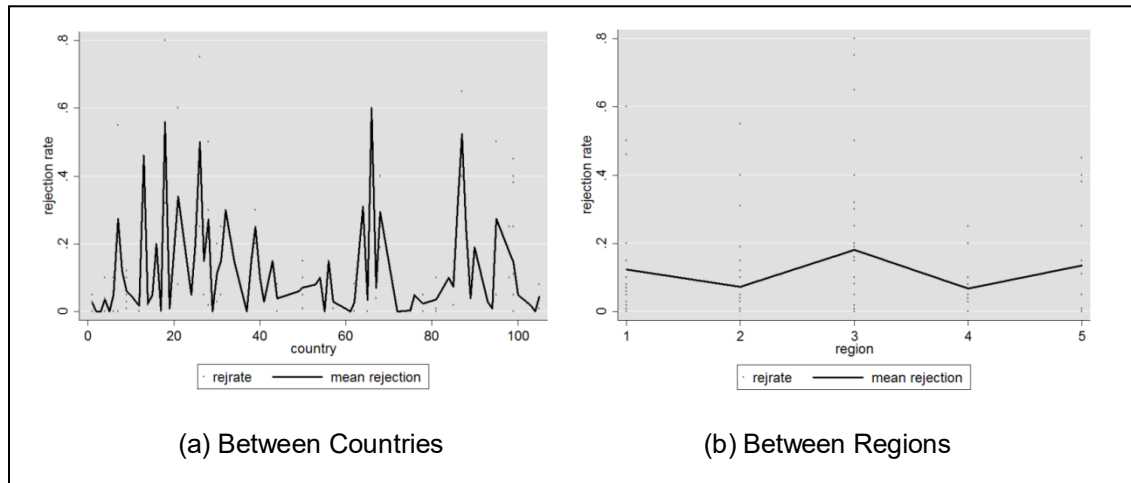 .8
.6
.4
.2
0
rejection rate
0
20
40
60
80
100
country
rejrate
mean rejection
(a) Between Countries
.8
.6
.4
.2
0
rejection rate
1
2
3
4
5
region
rejrate
mean rejection
(b) Between Regions